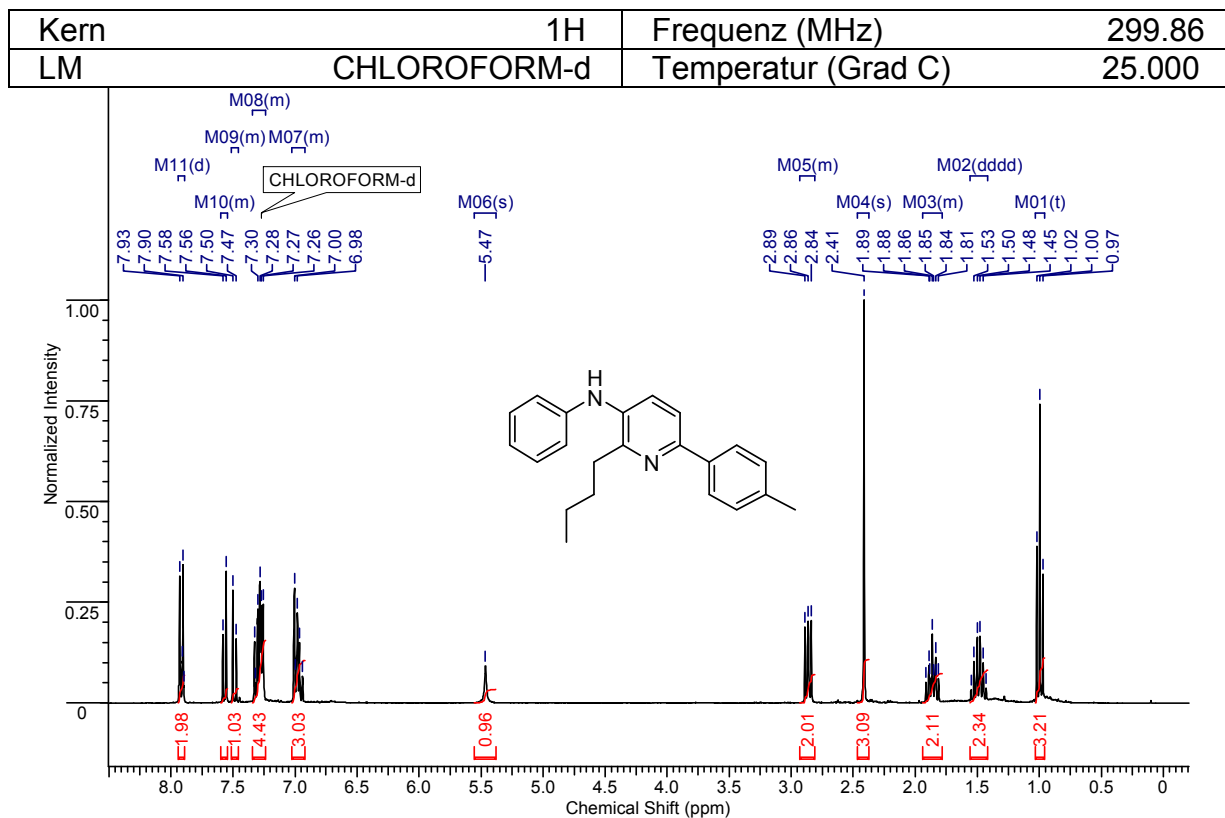 Kern 1H Frequenz (MHz) 299.86
LM CHLOROFORM-d Temperatur (Grad C) 25.000
M08(m)
M09(m) M07(m) M02(dddd)
M11(d) CHLOROFORM-d M05(m)
M10(m) M06(s) M04(s) M03(m) M01(t)
7.93 7.90 7.58 7.56 7.50 7.47 7.30 7.28 7.27 7.26 7.00 6.98 5.47 2.89 2.86 2.84 2.41 1.89 1.88 1.86 1.85 1.84 1.81 1.53 1.50 1.48 1.45 1.02 1.00 0.97
1.00
0.75
0.50
0.25
0
Normalized Intensity
H
N
N
1.98 1.03 4.43 3.03 0.96 2.01 3.09 2.11 2.34 3.21
8.0 7.5 7.0 6.5 6.0 5.5 5.0 4.5 4.0 3.5 3.0 2.5 2.0 1.5 1.0 0.5 0
Chemical Shift (ppm)